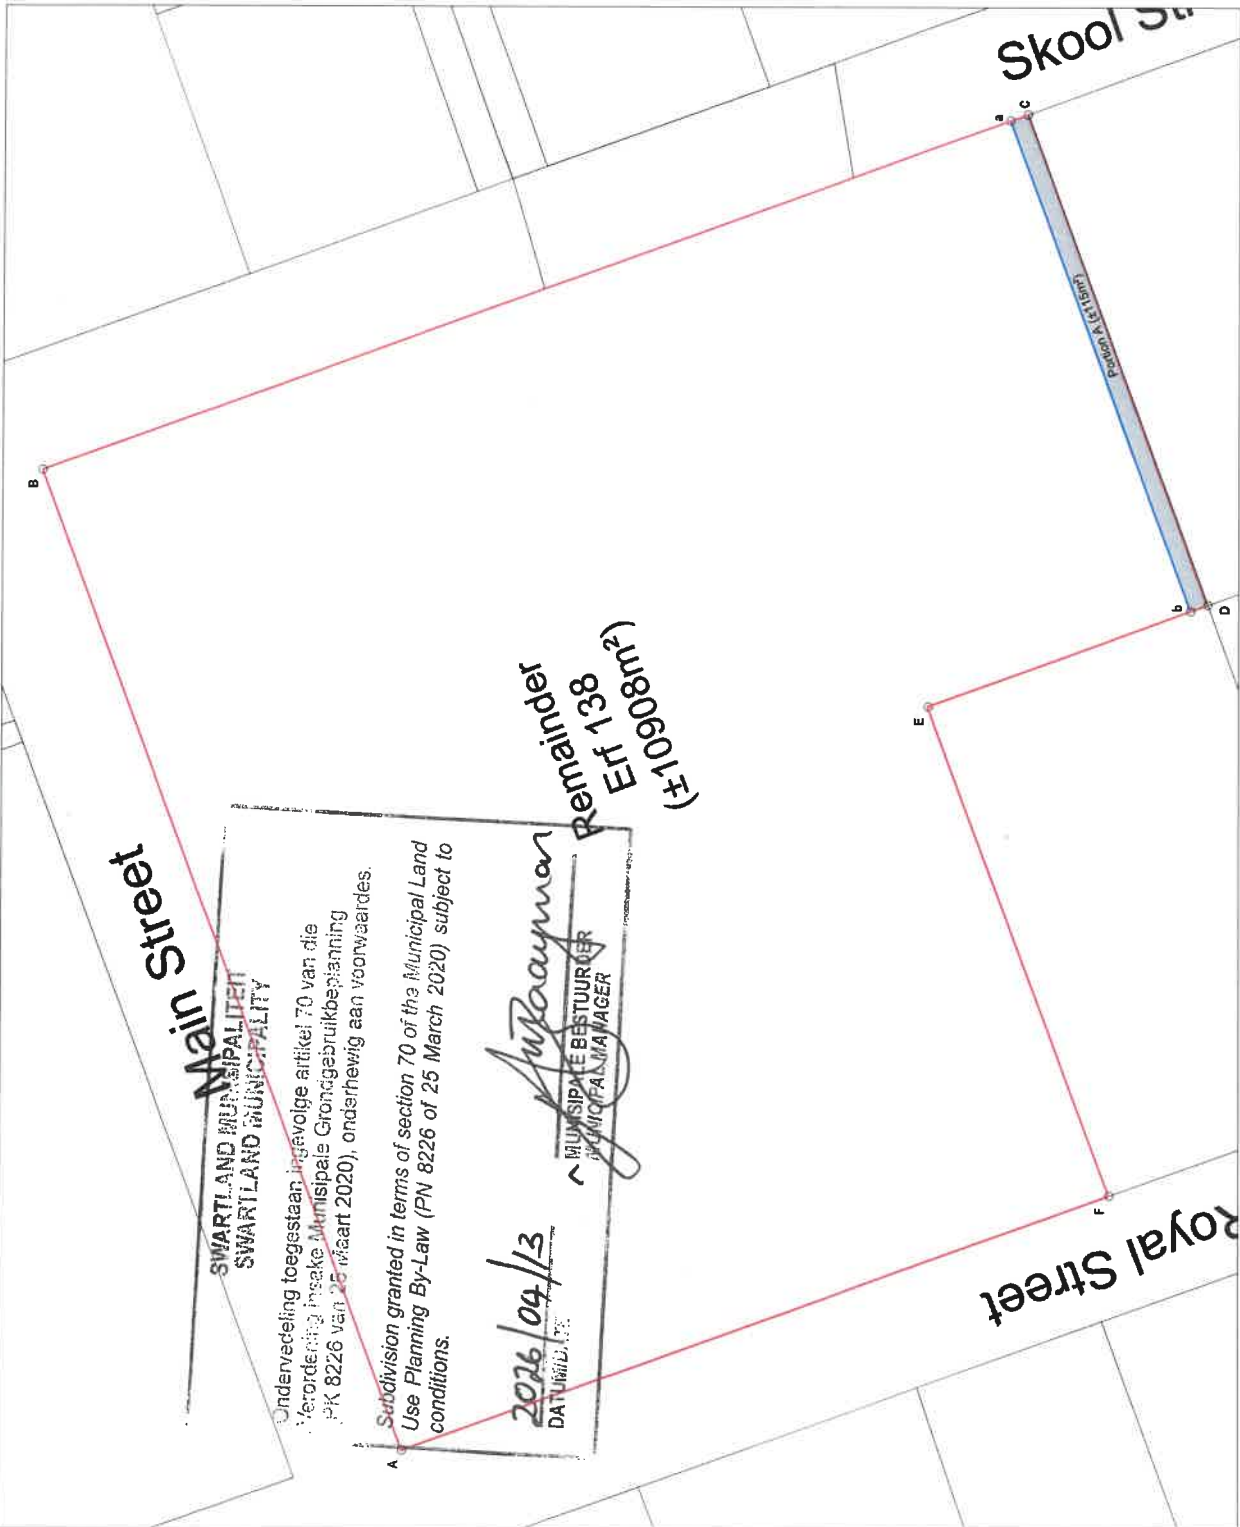 Main Street
Skool
Royal Street
A
B
a
C
b
D
E
F
Portion A (±115m²)
Remainder
Erf 138
(±10908m²)
SWARTLAND MUNISIPALITEIT
SWARTLAND MUNICIPALITY
Ondervedeling toegestaan ingevolge artikel 70 van die
Verordening insake Munisipale Grondgebruikbeplanning
(PK 8226 van 25 Maart 2020), onderhewig aan voorwaardes.
Subdivision granted in terms of section 70 of the Municipal Land
Use Planning By-Law (PN 8226 of 25 March 2020) subject to
conditions.
2026/04/13
DATUM/DATE
MUNISIPALE BESTUURDER
MUNICIPAL MANAGER